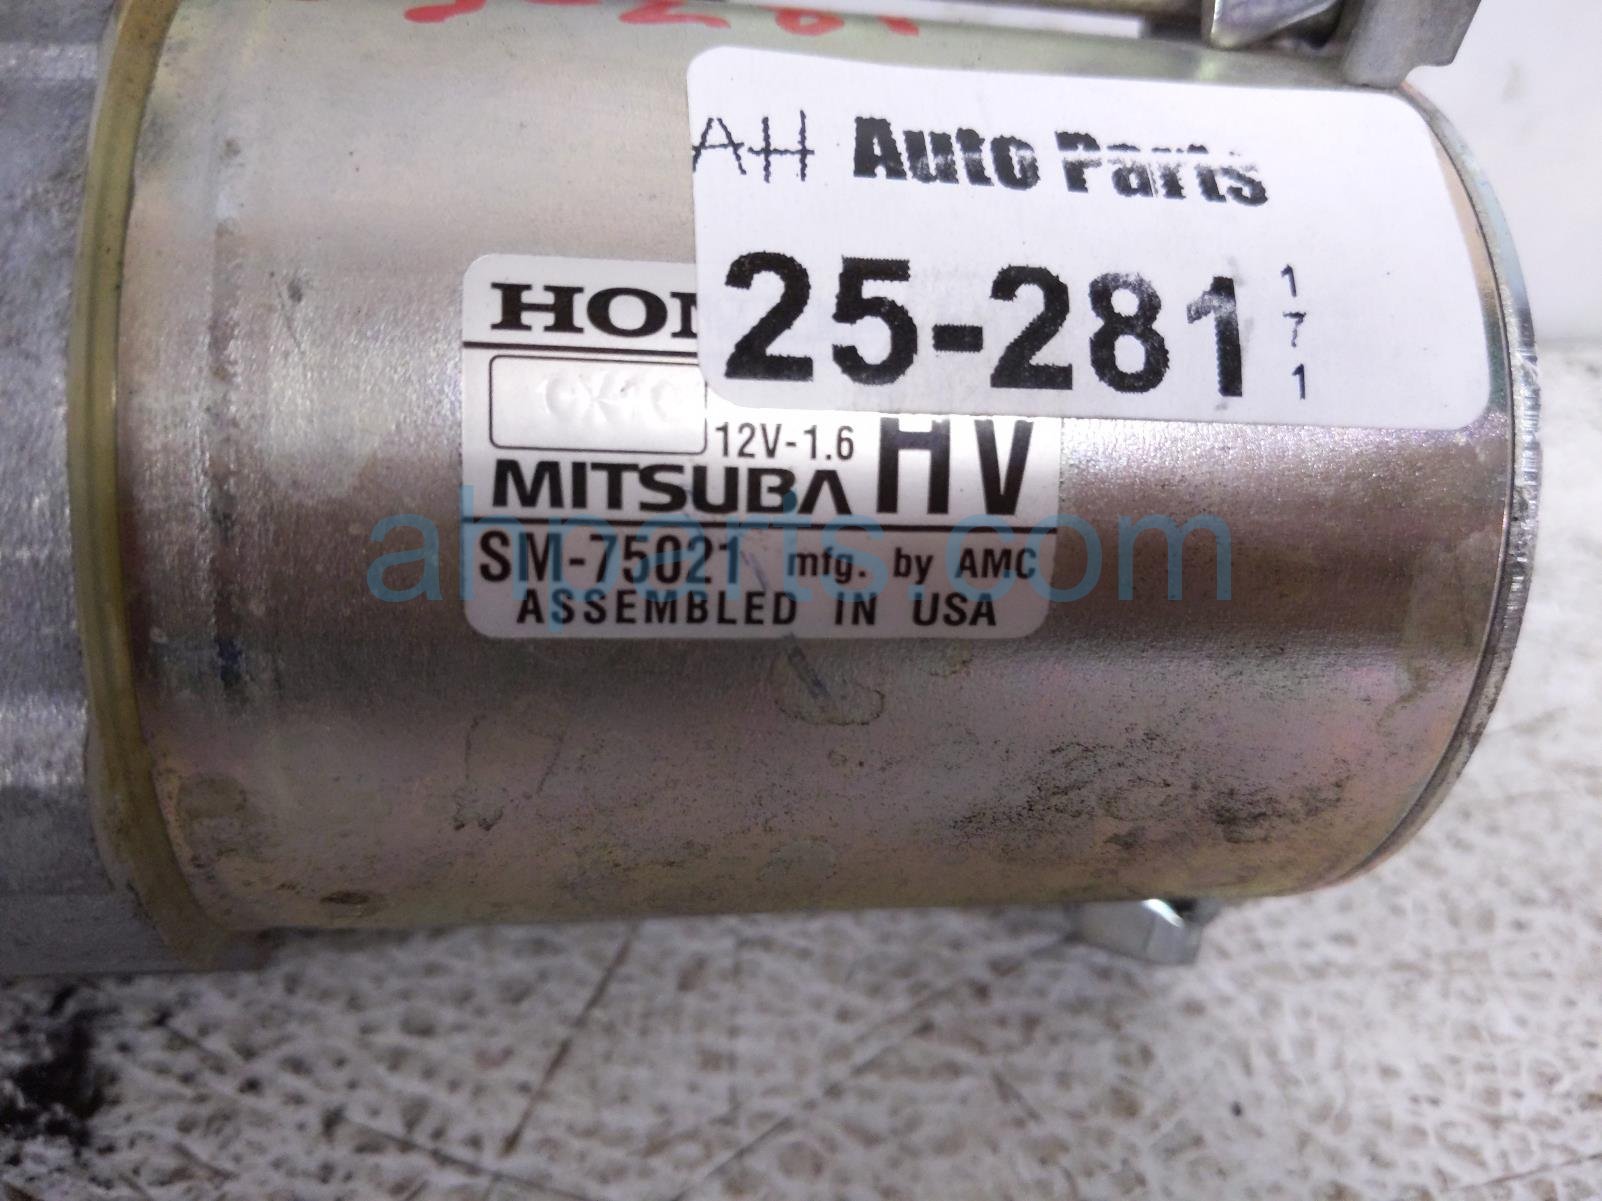 AH Auto Parts
25-281
1
7
1
HON
12V-1.6
HV
MITSUBA
SM-75021 mfg. by AMC
ASSEMBLED IN USA
ahparts.com